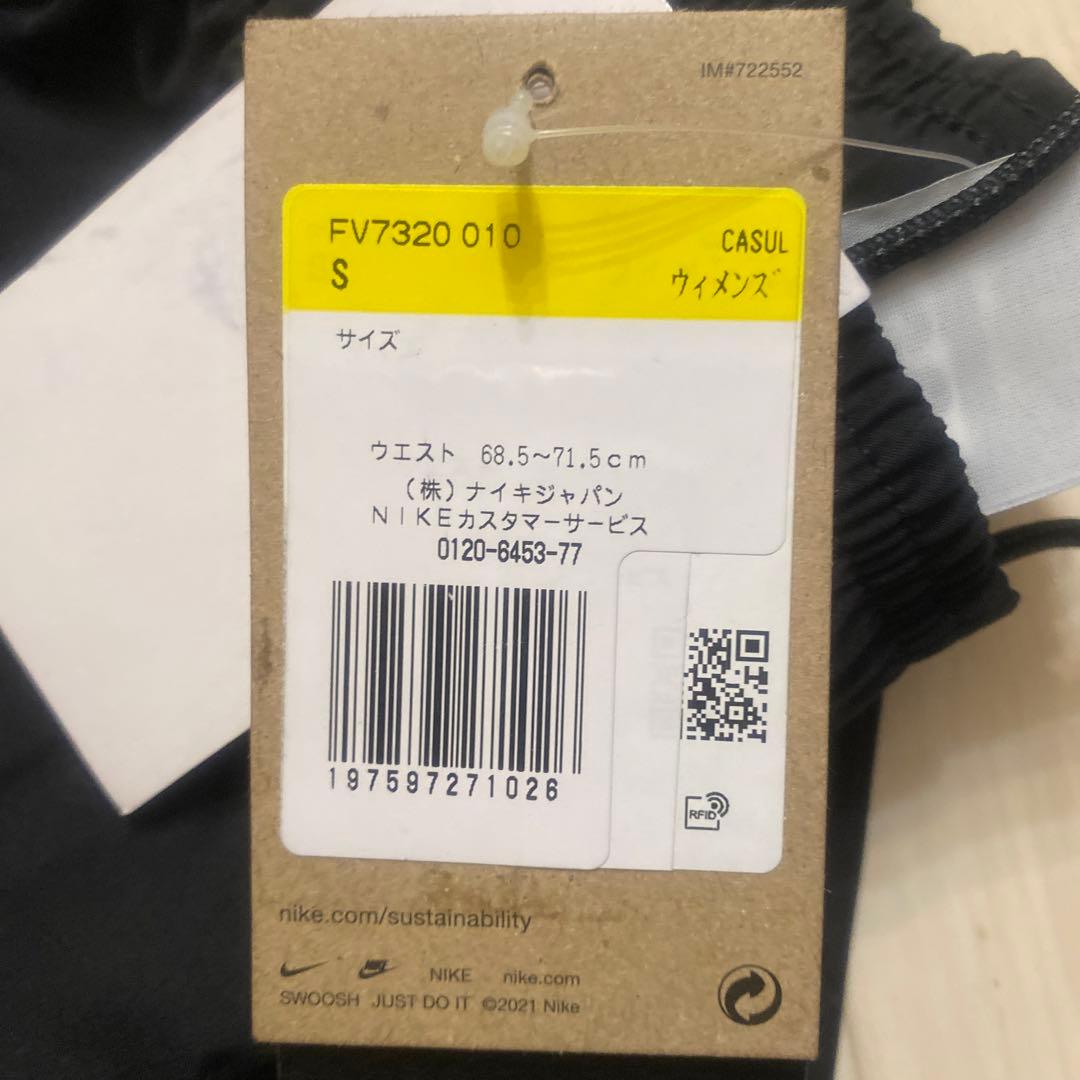 IM#722552
FV7320 010
CASUL
S
ウィメンズ
サイズ
ウエスト 68.5～71.5cm
(株)ナイキジャパン
NIKEカスタマーサービス
0120-6453-77
197597271026
RFID
nike.com/sustainability
NIKE nike.com
SWOOSH JUST DO IT ©2021 Nike